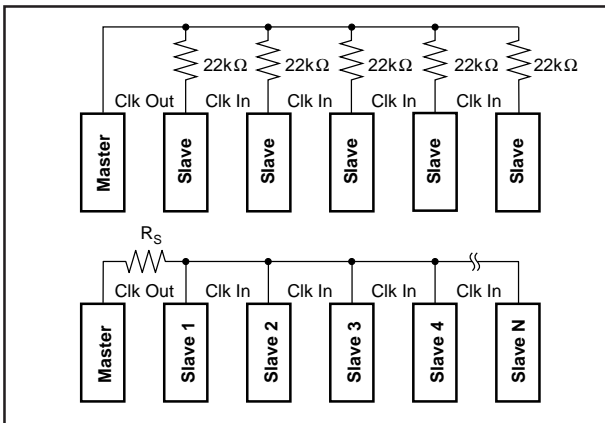 22kΩ 22kΩ 22kΩ 22kΩ 22kΩ
Clk Out Clk In Clk In Clk In Clk In
Master Slave Slave Slave Slave Slave
RS
Clk Out Clk In Clk In Clk In Clk In
Master Slave 1 Slave 2 Slave 3 Slave 4 Slave N